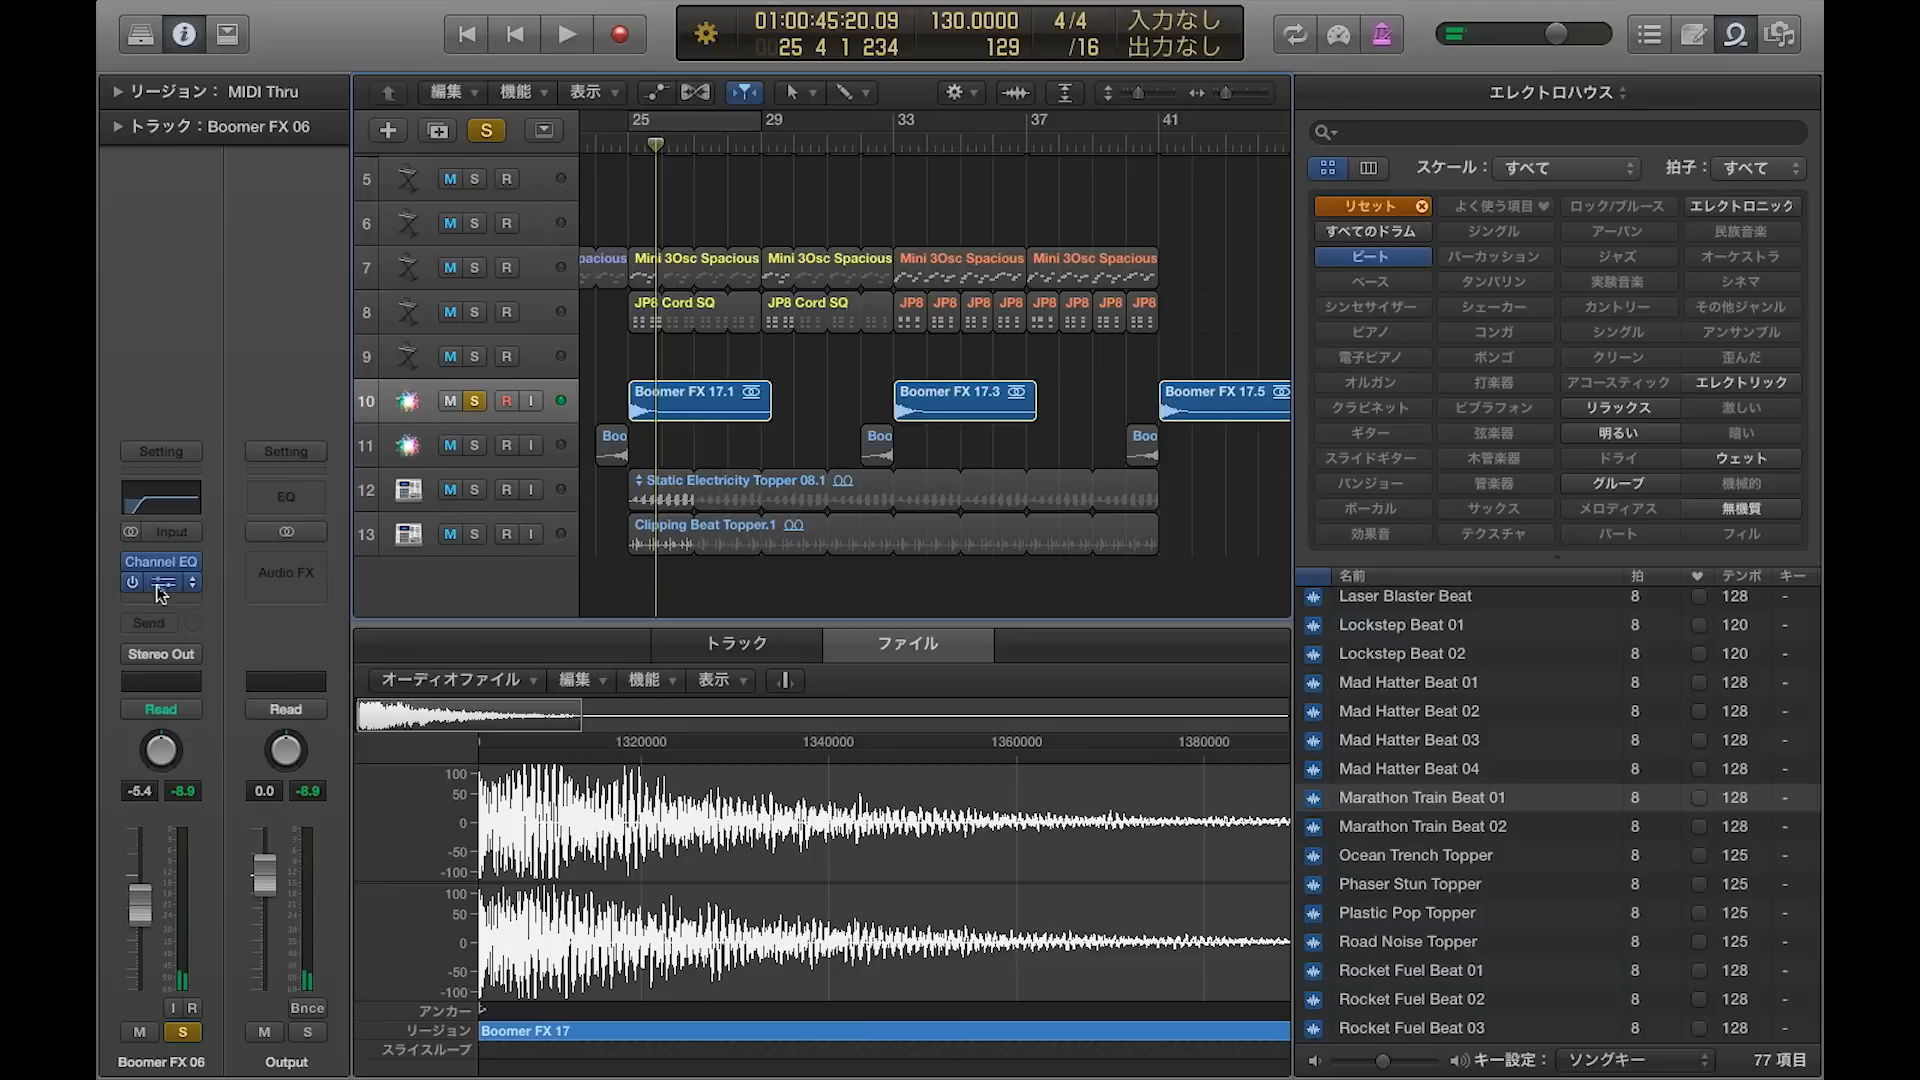 01:00:45:20.09 130.0000 4/4 入力なし
25 4 1 234 129 /16 出力なし
リージョン： MIDI Thru
トラック：Boomer FX 06
編集 機能 表示
S
25 29 33 37 41
エレクトロハウス
スケール： すべて 拍子： すべて
リセット よく使う項目 ロック/ブルース エレクトロニック
すべてのドラム ジングル アーバン 民族音楽
ビート パーカッション ジャズ オーケストラ
ベース タンバリン 実験音楽 シネマ
シンセサイザー シェーカー カントリー その他ジャンル
ピアノ コンガ シングル アンサンブル
電子ピアノ ボンゴ クリーン 歪んだ
オルガン 打楽器 アコースティック エレクトリック
クラビネット ビブラフォン リラックス 激しい
ギター 弦楽器 明るい 暗い
スライドギター 木管楽器 ドライ ウェット
バンジョー 管楽器 グルーブ 機械的
ボーカル サックス メロディアス 無機質
効果音 テクスチャ パート フィル
5 M S R
6 M S R
7 M S R pacious Mini 3Osc Spacious Mini 3Osc Spacious Mini 3Osc Spacious Mini 3Osc Spacious
8 M S R JP8 Cord SQ JP8 Cord SQ JP8 JP8 JP8 JP8 JP8 JP8 JP8 JP8
9 M S R
10 M S R I Boomer FX 17.1 Boomer FX 17.3 Boomer FX 17.5
11 M S R I Boo Boo Boo
12 M S R I Static Electricity Topper 08.1
13 M S R I Clipping Beat Topper.1
Setting Setting
EQ
Input
Channel EQ
Audio FX
Send
Stereo Out
Read Read
-5.4 -8.9 0.0 -8.9
I R Bnce
M S M S
Boomer FX 06 Output
トラック ファイル
オーディオファイル 編集 機能 表示
1320000 1340000 1360000 1380000
100
50
0
-50
-100
100
50
0
-50
-100
アンカー
リージョン Boomer FX 17
スライスループ
名前 拍 ♥ テンポ キー
Laser Blaster Beat 8 128 -
Lockstep Beat 01 8 120 -
Lockstep Beat 02 8 120 -
Mad Hatter Beat 01 8 128 -
Mad Hatter Beat 02 8 128 -
Mad Hatter Beat 03 8 128 -
Mad Hatter Beat 04 8 128 -
Marathon Train Beat 01 8 128 -
Marathon Train Beat 02 8 128 -
Ocean Trench Topper 8 125 -
Phaser Stun Topper 8 125 -
Plastic Pop Topper 8 125 -
Road Noise Topper 8 125 -
Rocket Fuel Beat 01 8 128 -
Rocket Fuel Beat 02 8 128 -
Rocket Fuel Beat 03 8 128 -
キー設定： ソングキー 77 項目